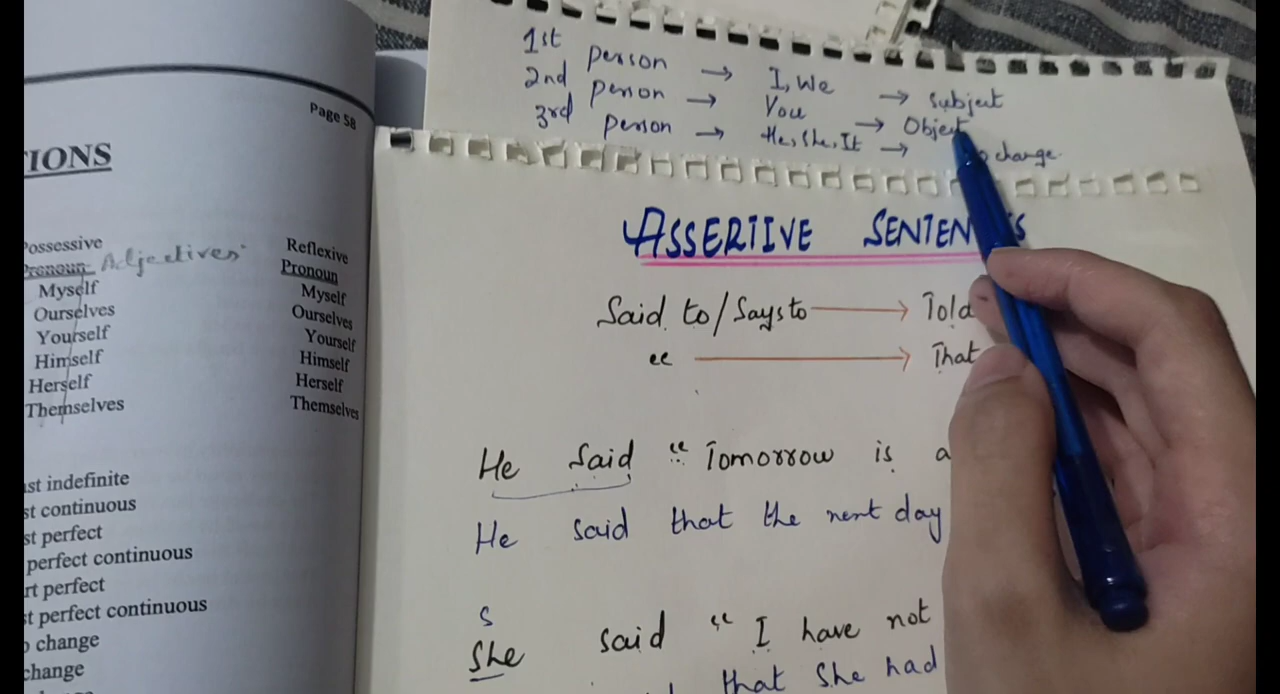 1st person → I, We → Subject
2nd person → You → Object
3rd person → He, She, It → change
Page 58
IONS
Possessive Reflexive
Pronoun Adjectives Pronoun
Myself Myself
Ourselves Ourselves
Yourself Yourself
Himself Himself
Herself Herself
Themselves Themselves
st indefinite
st continuous
st perfect
perfect continuous
rt perfect
st perfect continuous
change
change
ASSERTIVE SENTEN S
Said to/Says to → Told
“ → That
He Said “ Tomorrow is a
He said that the next day
S
She said “ I have not
that She had